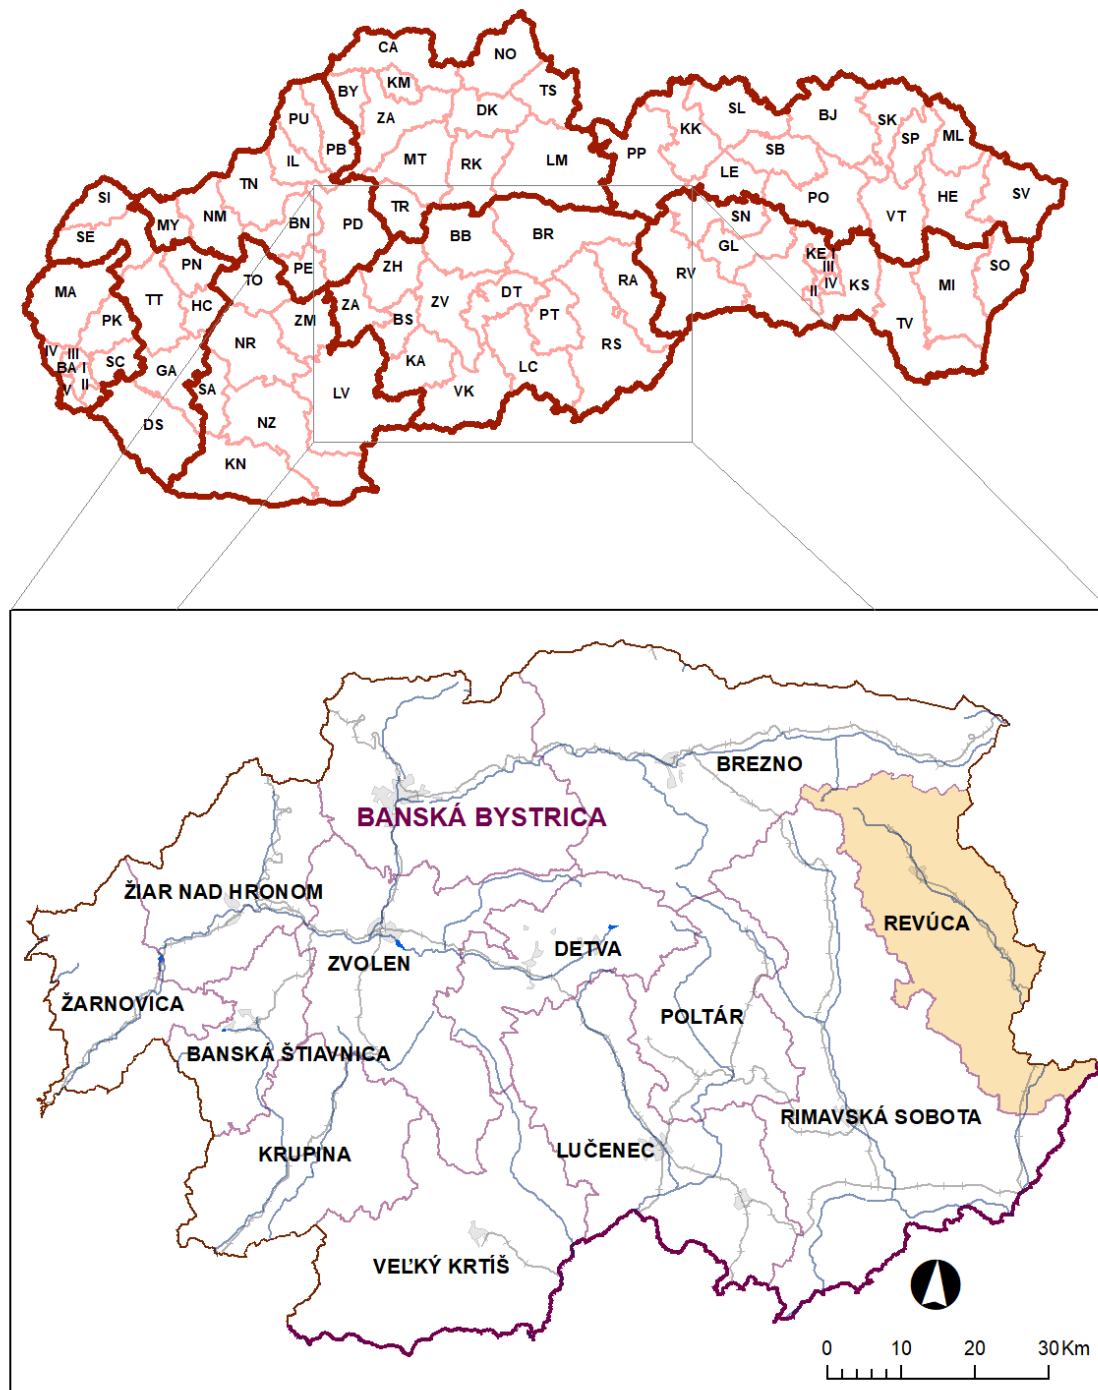 CA
NO
BY
KM
TS
PU
ZA
DK
SL
BJ
SK
KK
SP
ML
PB
MT
RK
LM
PP
SB
IL
LE
TN
HE
SV
SI
NM
BN
PD
TR
SN
PO
VT
MY
SE
BB
BR
GL
KE I
PN
PE
ZH
III
SO
MA
TO
RA
RV
IV
KS
MI
TT
HC
ZA
ZV
DT
II
PK
ZM
BS
PT
TV
IV
III
NR
RS
BA
I
SC
GA
KA
LC
V
II
SA
LV
VK
DS
NZ
KN
BREZNO
BANSKÁ BYSTRICA
ŽIAR NAD HRONOM
REVÚCA
DETVA
ZVOLEN
ŽARNOVICA
POLTÁR
BANSKÁ ŠTIAVNICA
RIMAVSKÁ SOBOTA
KRUPINA
LUČENEC
VEĽKÝ KRTÍŠ
0 10 20 30 Km